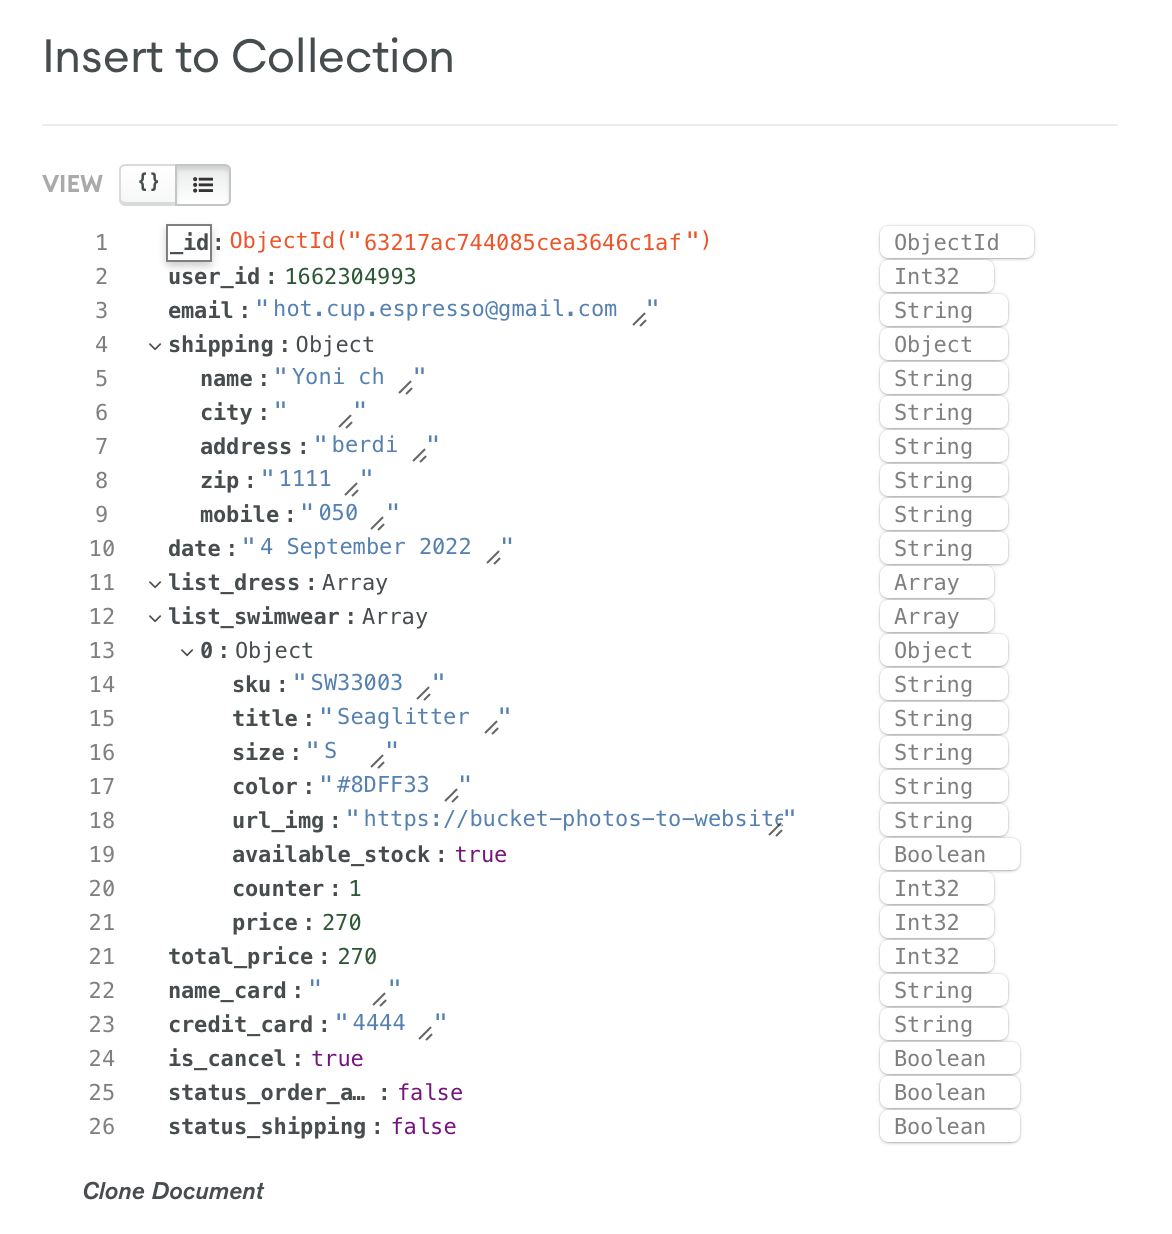 Insert to Collection
VIEW {}
1 _id: ObjectId("63217ac744085cea3646c1af") ObjectId
2 user_id: 1662304993 Int32
3 email: "hot.cup.espresso@gmail.com" String
4 shipping: Object Object
5 name: "Yoni ch" String
6 city: " " String
7 address: "berdi" String
8 zip: "1111" String
9 mobile: "050" String
10 date: "4 September 2022" String
11 list_dress: Array Array
12 list_swimwear: Array Array
13 0: Object Object
14 sku: "SW33003" String
15 title: "Seaglitter" String
16 size: "S" String
17 color: "#8DFF33" String
18 url_img: "https://bucket-photos-to-website" String
19 available_stock: true Boolean
20 counter: 1 Int32
21 price: 270 Int32
21 total_price: 270 Int32
22 name_card: " " String
23 credit_card: "4444" String
24 is_cancel: true Boolean
25 status_order_a… : false Boolean
26 status_shipping: false Boolean
Clone Document